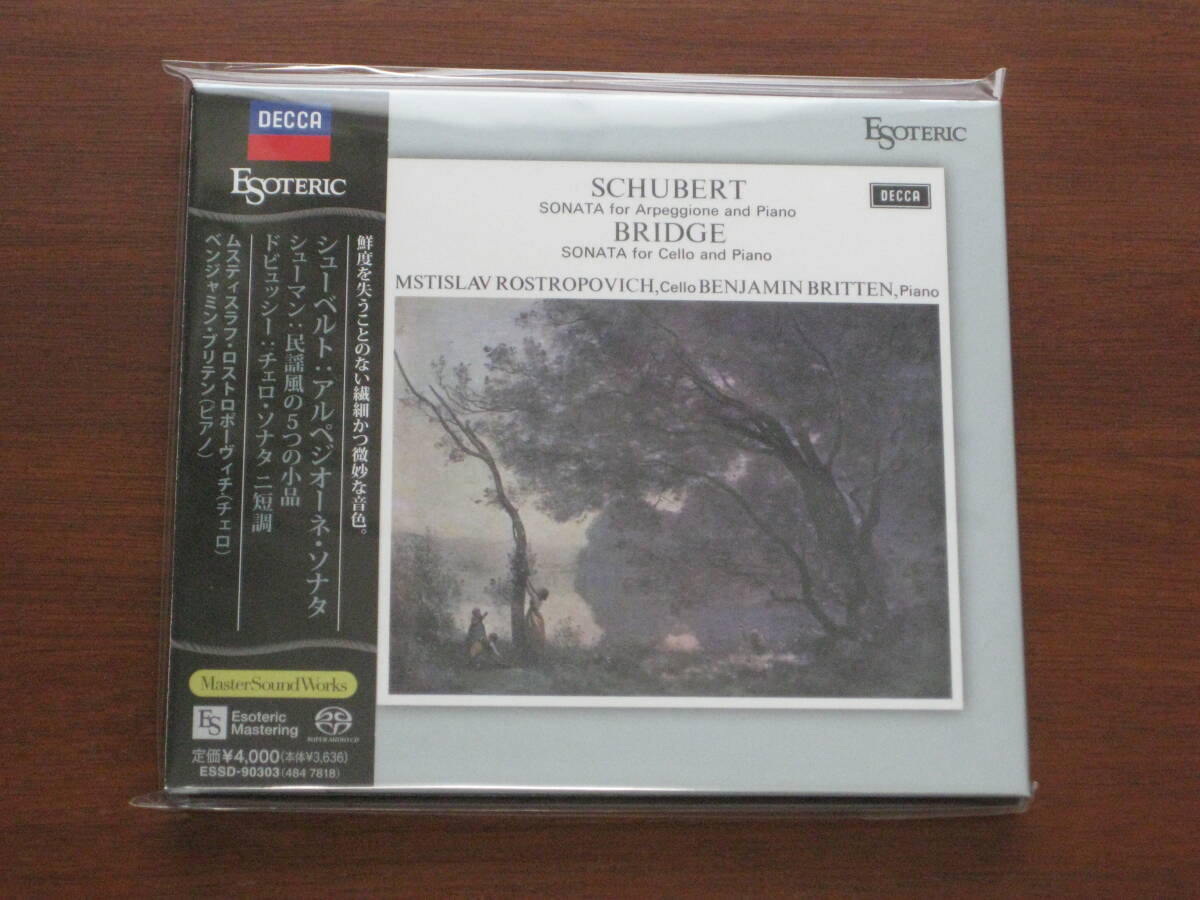 DECCA
ESOTERIC
鮮度を失うことのない繊細かつ微妙な音色。
シューベルト：アルペジオーネ・ソナタ
シューマン：民謡風の5つの小品
ドビュッシー：チェロ・ソナタ ニ短調
ムスティスラフ・ロストロポーヴィチ（チェロ）
ベンジャミン・ブリテン（ピアノ）
MasterSoundWorks
ES
Esoteric
Mastering
SUPER AUDIO CD
定価¥4,000(本体¥3,636)
ESSD-90303(484 7818)
ESOTERIC
SCHUBERT
SONATA for Arpeggione and Piano
DECCA
BRIDGE
SONATA for Cello and Piano
MSTISLAV ROSTROPOVICH,Cello BENJAMIN BRITTEN,Piano